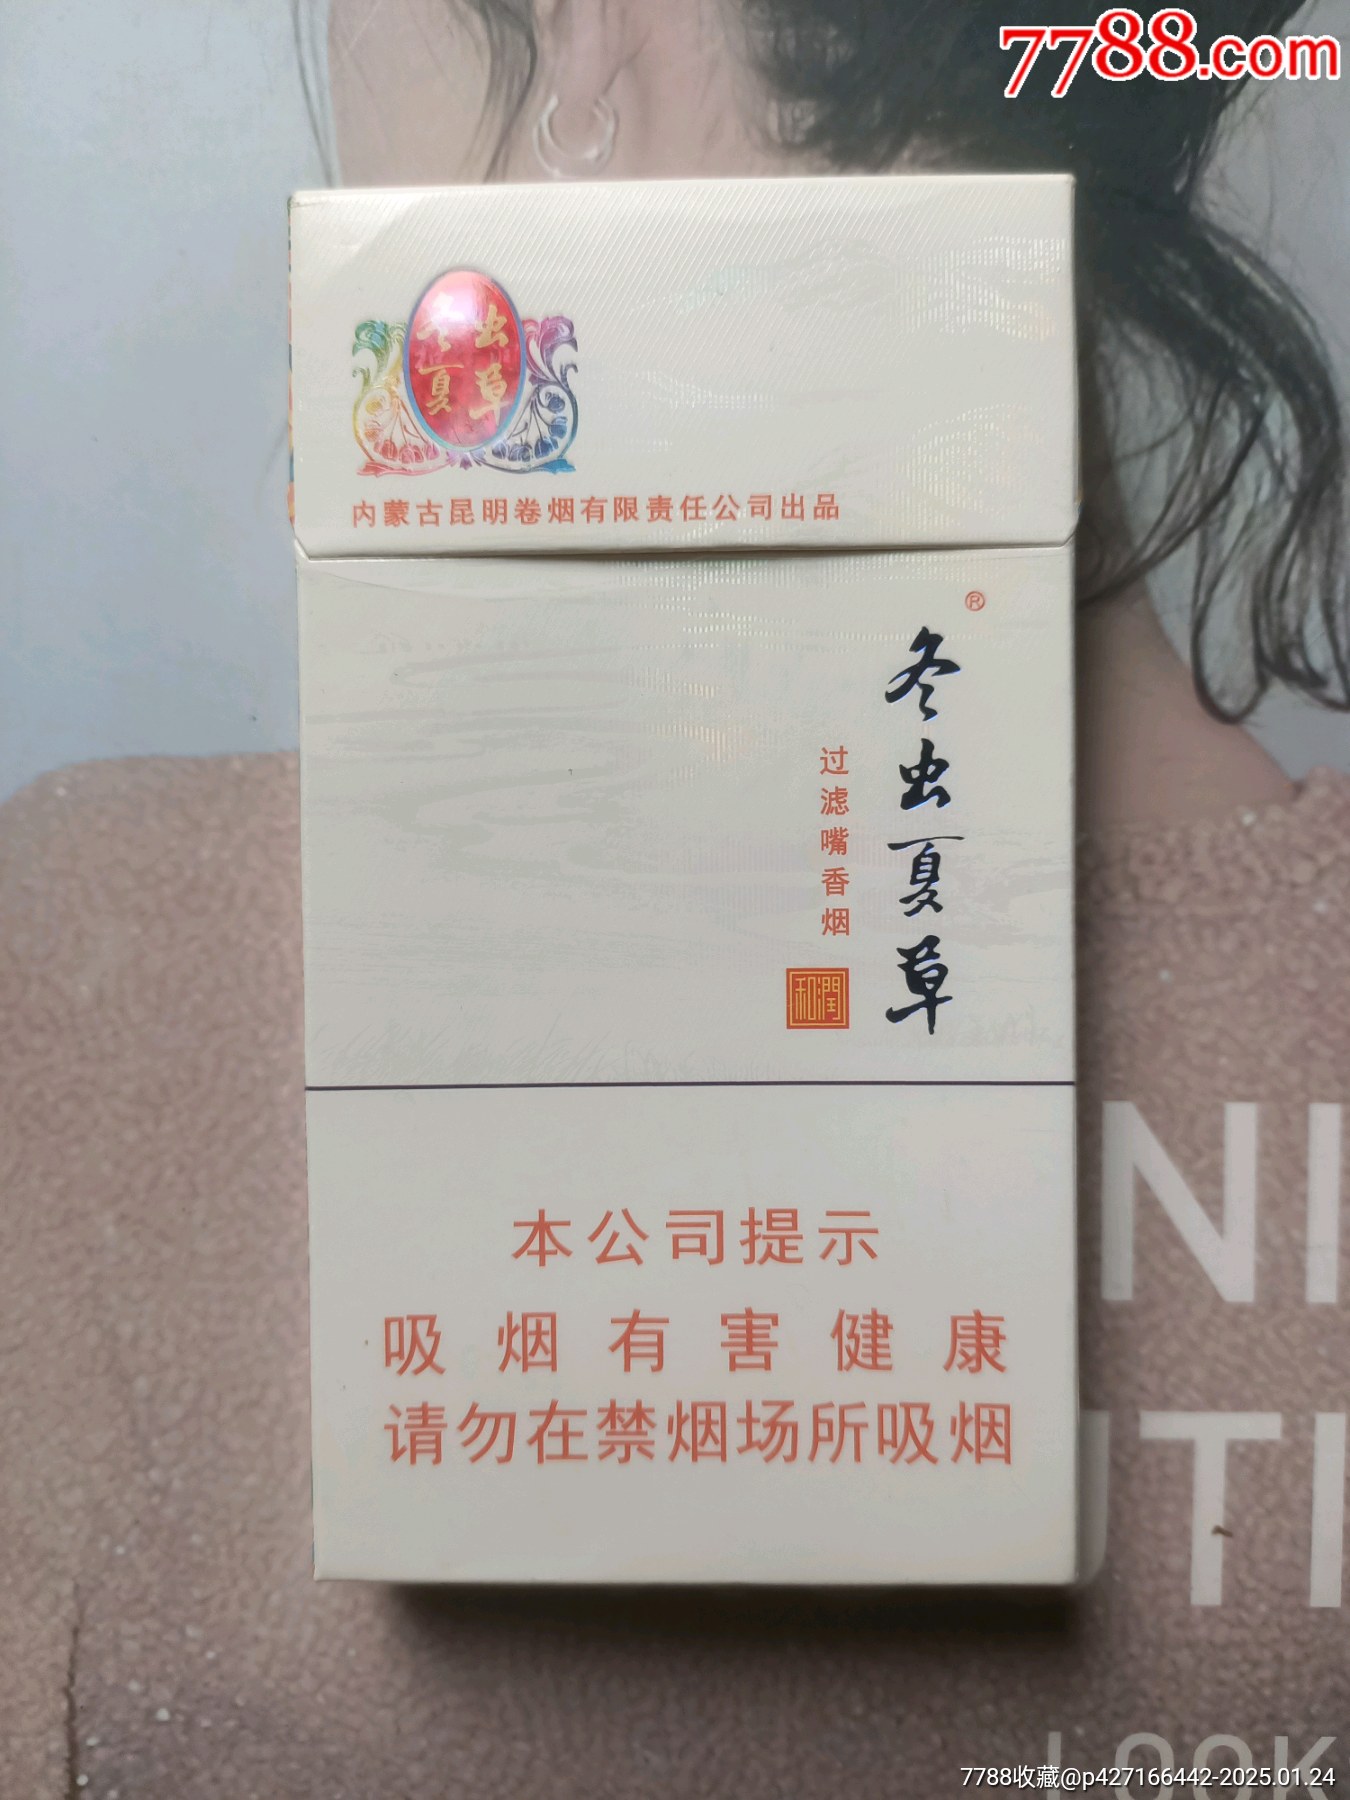 7788.com
冬虫
夏草
内蒙古昆明卷烟有限责任公司出品
®
冬虫夏草
过滤嘴香烟
和潤
本公司提示
吸烟有害健康
请勿在禁烟场所吸烟
NI
UTI
LOOK
7788收藏@p427166442-2025.01.24